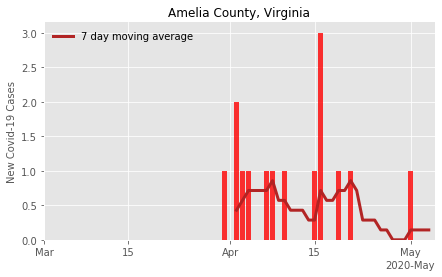 Amelia County, Virginia
7 day moving average
New Covid-19 Cases
3.0
2.5
2.0
1.5
1.0
0.5
0.0
Mar 15 Apr 15 May
2020-May